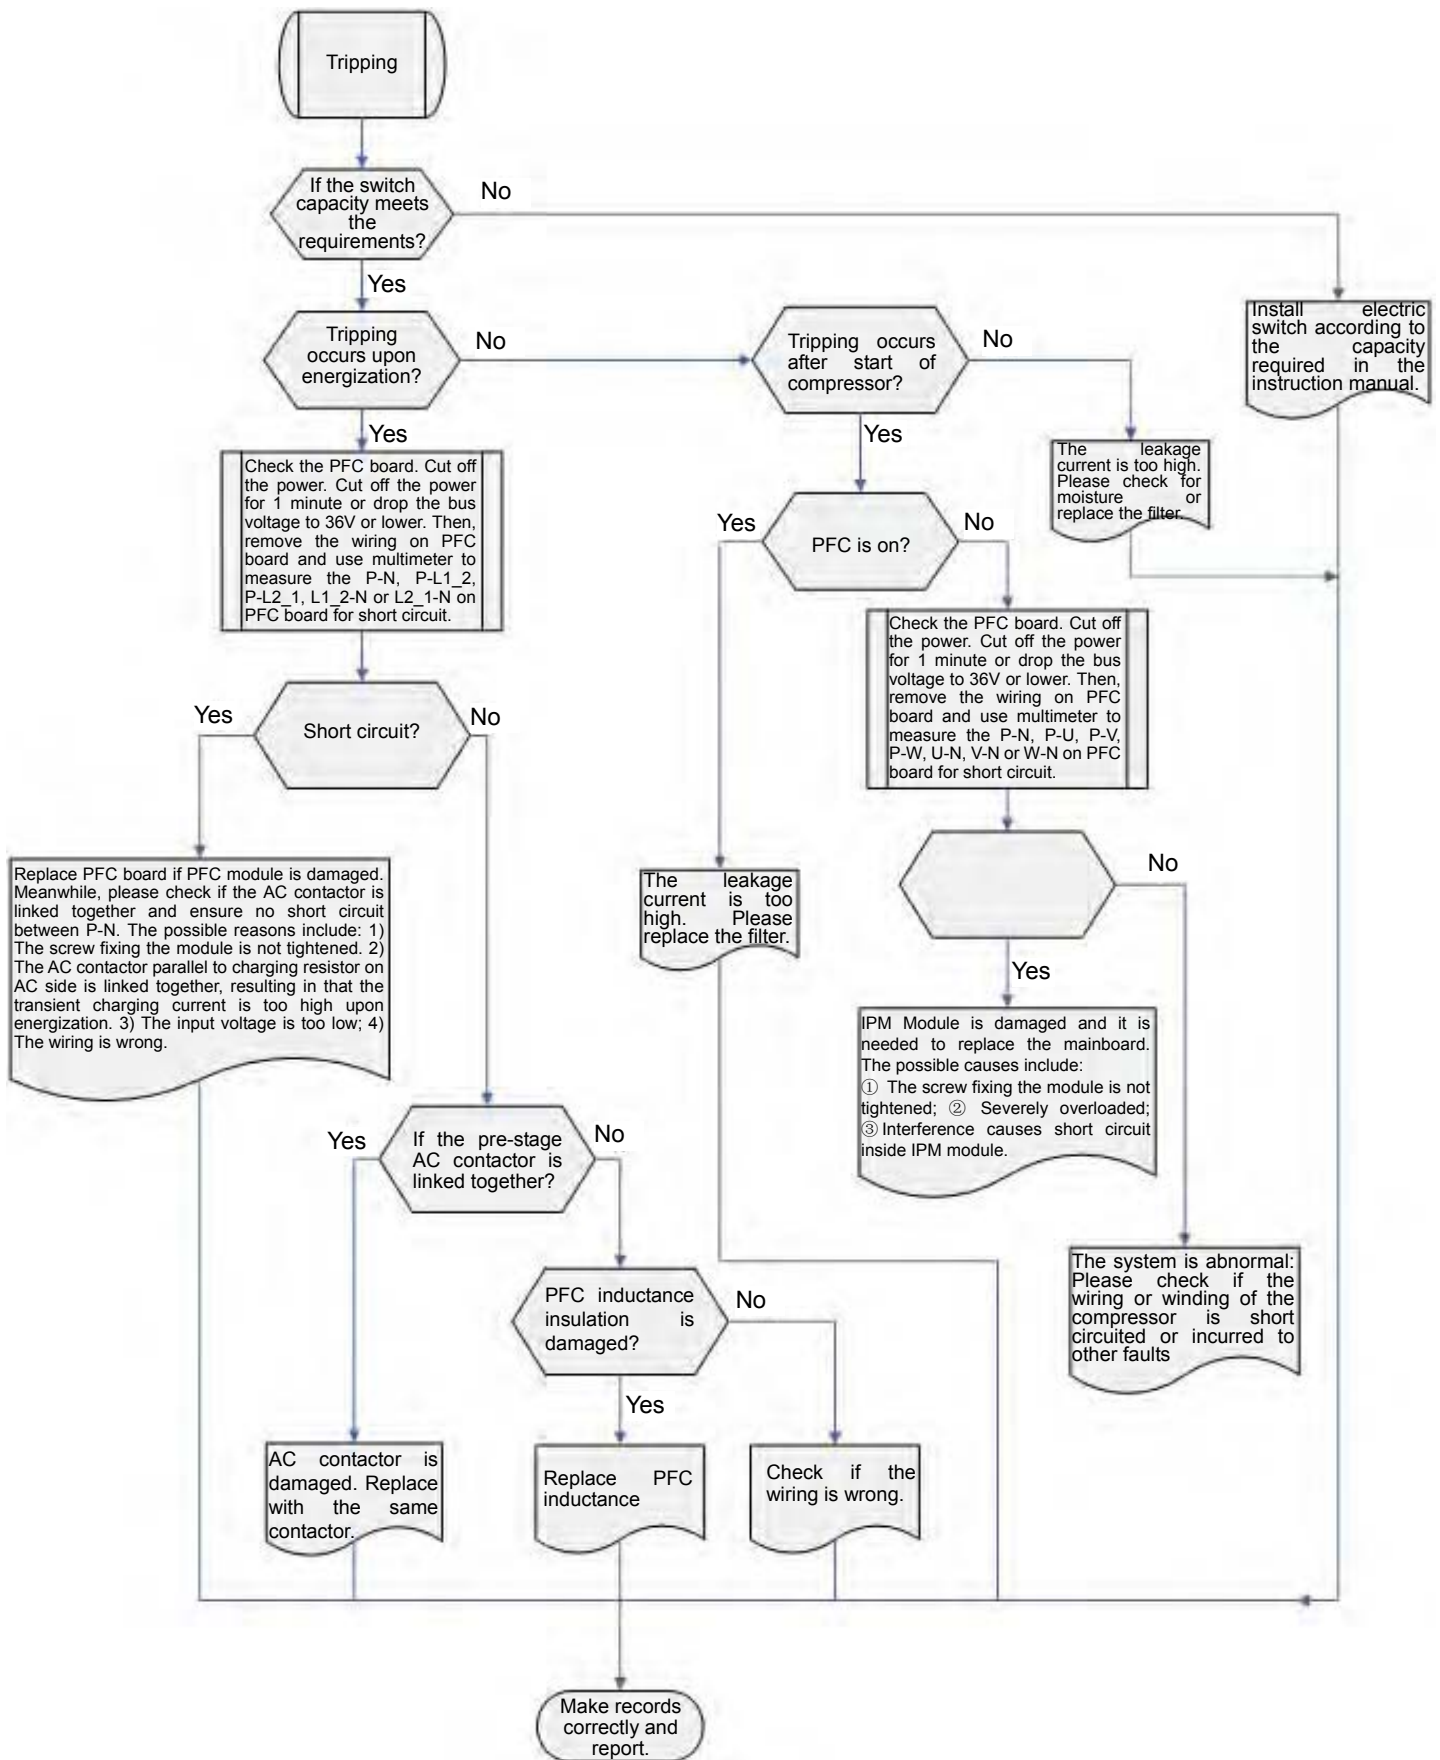 Tripping
If the switch
capacity meets
the
requirements?
No
Yes
Tripping
occurs upon
energization?
No
Tripping occurs
after start of
compressor?
No
Install electric
switch according to
the capacity
required in the
instruction manual.
Yes
Yes
Check the PFC board. Cut off
the power. Cut off the power
for 1 minute or drop the bus
voltage to 36V or lower. Then,
remove the wiring on PFC
board and use multimeter to
measure the P-N, P-L1_2,
P-L2_1, L1_2-N or L2_1-N on
PFC board for short circuit.
The leakage
current is too high.
Please check for
moisture or
replace the filter.
Yes
PFC is on?
No
Check the PFC board. Cut off
the power. Cut off the power
for 1 minute or drop the bus
voltage to 36V or lower. Then,
remove the wiring on PFC
board and use multimeter to
measure the P-N, P-U, P-V,
P-W, U-N, V-N or W-N on PFC
board for short circuit.
Yes
Short circuit?
No
Replace PFC board if PFC module is damaged.
Meanwhile, please check if the AC contactor is
linked together and ensure no short circuit
between P-N. The possible reasons include: 1)
The screw fixing the module is not tightened. 2)
The AC contactor parallel to charging resistor on
AC side is linked together, resulting in that the
transient charging current is too high upon
energization. 3) The input voltage is too low; 4)
The wiring is wrong.
The leakage
current is too
high. Please
replace the filter.
No
Yes
IPM Module is damaged and it is
needed to replace the mainboard.
The possible causes include:
① The screw fixing the module is not
tightened; ② Severely overloaded;
③ Interference causes short circuit
inside IPM module.
Yes
If the pre-stage
AC contactor is
linked together?
No
The system is abnormal:
Please check if the
wiring or winding of the
compressor is short
circuited or incurred to
other faults
PFC inductance
insulation is
damaged?
No
Yes
AC contactor is
damaged. Replace
with the same
contactor.
Replace PFC
inductance
Check if the
wiring is wrong.
Make records
correctly and
report.